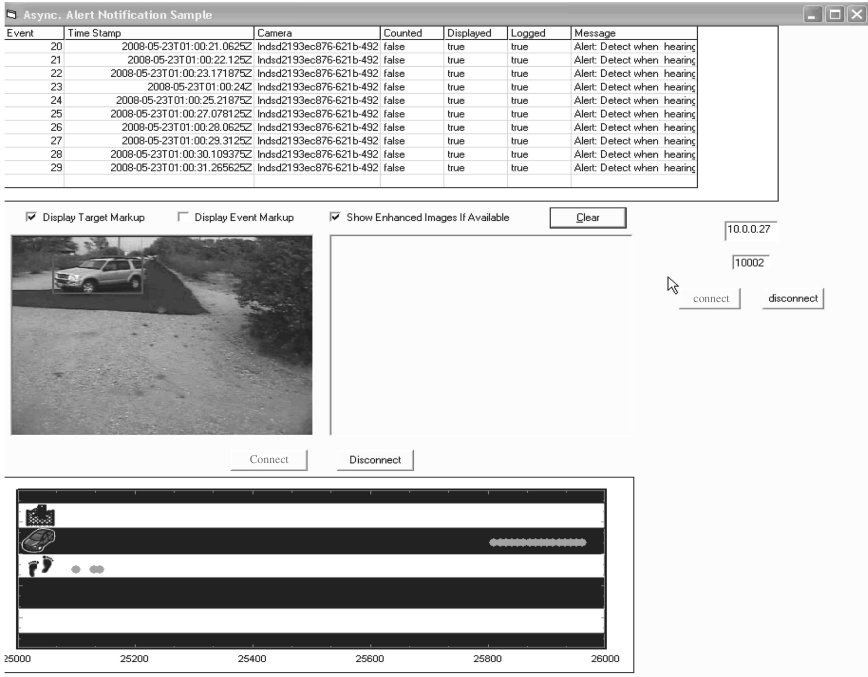 Async. Alert Notification Sample
Event Time Stamp Camera Counted Displayed Logged Message
20 2008-05-23T01:00:21.0625Z lndsd2193ec876-621b-492 false true true Alert: Detect when hearing
21 2008-05-23T01:00:22.125Z lndsd2193ec876-621b-492 false true true Alert: Detect when hearing
22 2008-05-23T01:00:23.171875Z lndsd2193ec876-621b-492 false true true Alert: Detect when hearing
23 2008-05-23T01:00:24Z lndsd2193ec876-621b-492 false true true Alert: Detect when hearing
24 2008-05-23T01:00:25.21875Z lndsd2193ec876-621b-492 false true true Alert: Detect when hearing
25 2008-05-23T01:00:27.078125Z lndsd2193ec876-621b-492 false true true Alert: Detect when hearing
26 2008-05-23T01:00:28.0625Z lndsd2193ec876-621b-492 false true true Alert: Detect when hearing
27 2008-05-23T01:00:29.3125Z lndsd2193ec876-621b-492 false true true Alert: Detect when hearing
28 2008-05-23T01:00:30.109375Z lndsd2193ec876-621b-492 false true true Alert: Detect when hearing
29 2008-05-23T01:00:31.265625Z lndsd2193ec876-621b-492 false true true Alert: Detect when hearing
Display Target Markup Display Event Markup Show Enhanced Images If Available Clear
10.0.0.27
10002
connect disconnect
Connect Disconnect
25000 25200 25400 25600 25800 26000